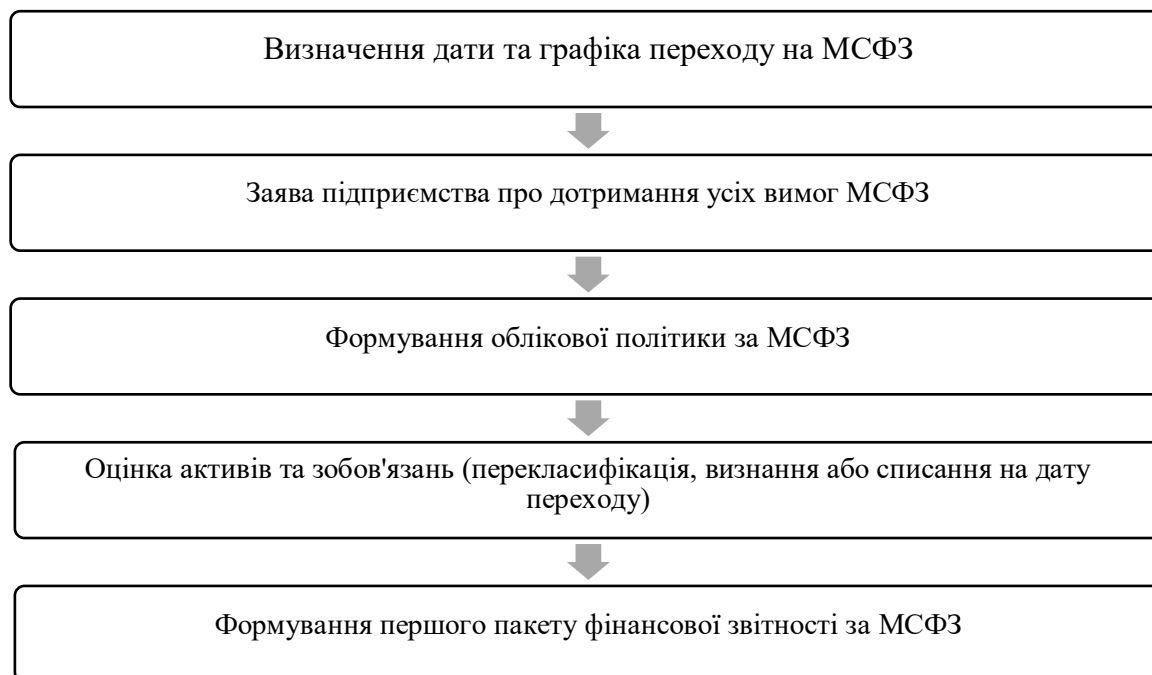 Визначення дати та графіка переходу на МСФЗ
Заява підприємства про дотримання усіх вимог МСФЗ
Формування облікової політики за МСФЗ
Оцінка активів та зобов'язань (перекласифікація, визнання або списання на дату
переходу)
Формування першого пакету фінансової звітності за МСФЗ